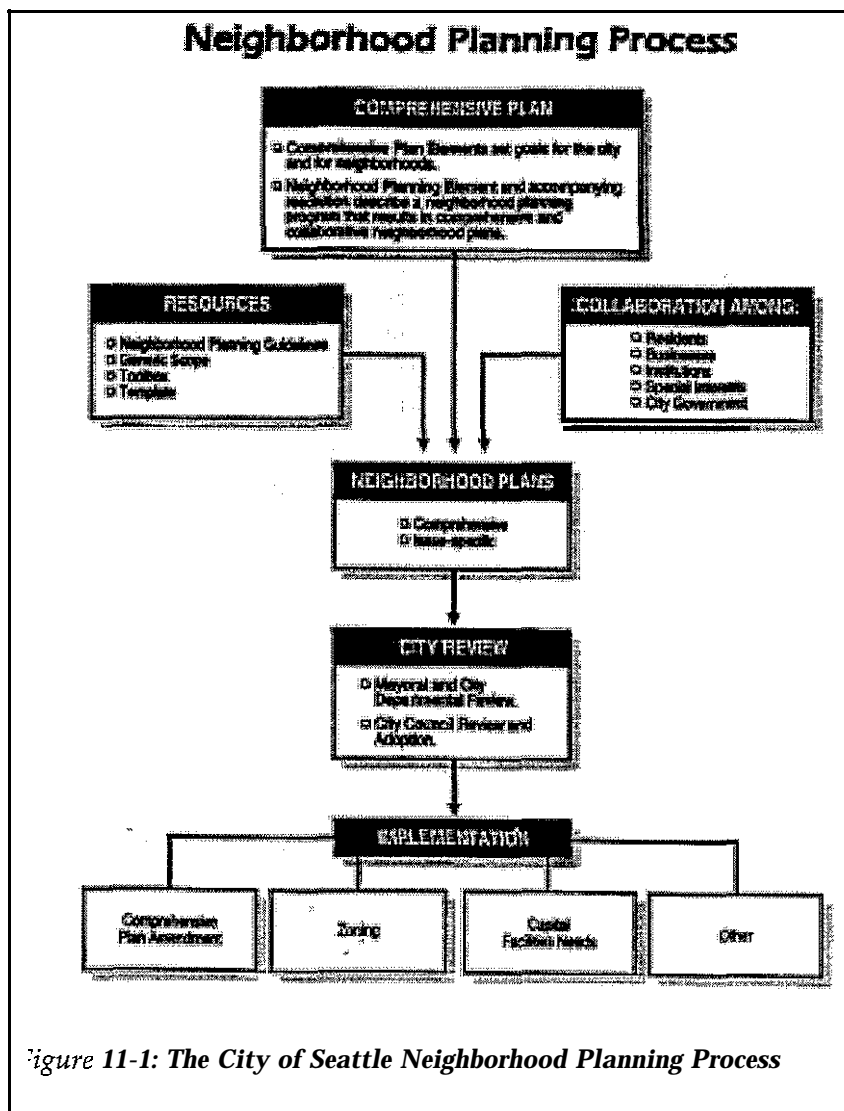 Neighborhood Planning Process
COMPREHENSIVE PLAN
Comprehensive Plan Elements set goals for the city
and for neighborhoods.
Neighborhood Planning Element and accompanying
resolution describe a neighborhood planning
program that results in comprehensive and
collaborative neighborhood plans.
RESOURCES
Neighborhood Planning Guidelines
Generic Scope
Toolbox
Template
COLLABORATION AMONG:
Residents
Businesses
Institutions
Special Interests
City Government
NEIGHBORHOOD PLANS
Comprehensive
Issue-specific
CITY REVIEW
Mayoral and City
Departmental Review.
City Council Review and
Adoption.
IMPLEMENTATION
Comprehensive
Plan Amendment
Zoning
Capital
Facilities Needs
Other
Figure 11-1: The City of Seattle Neighborhood Planning Process